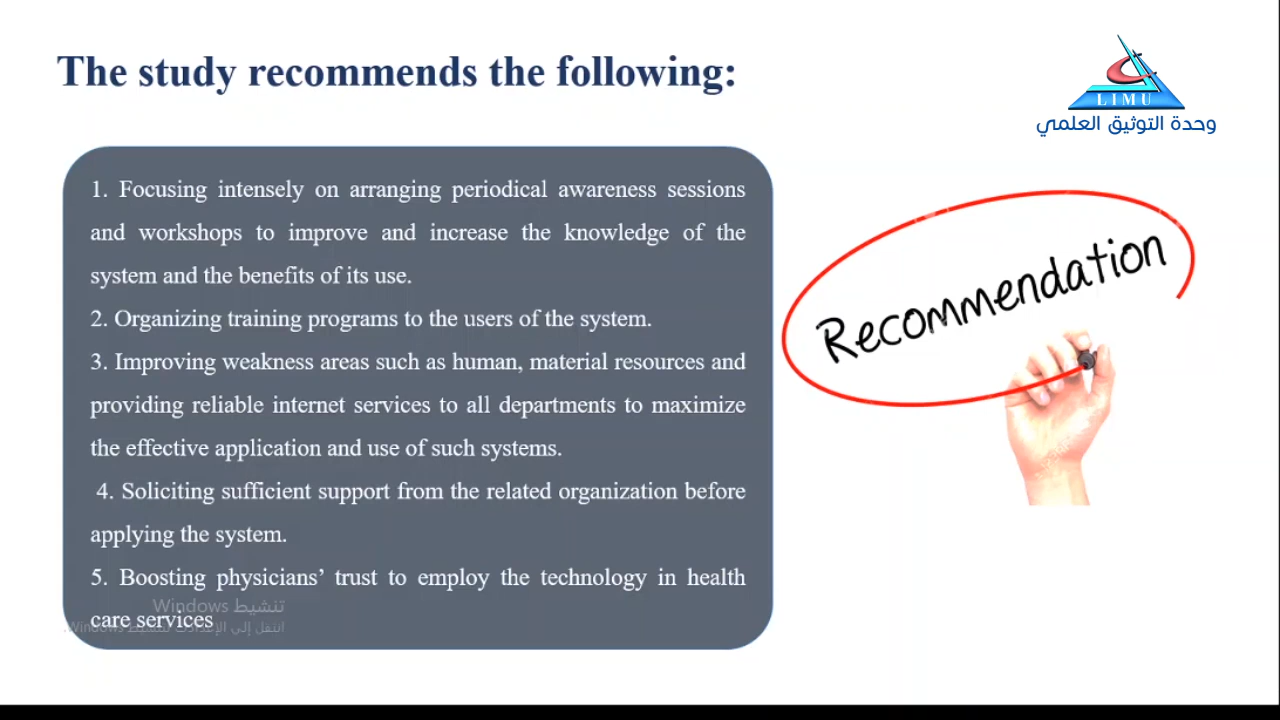 The study recommends the following:
LIMU
وحدة التوثيق العلمي
1. Focusing intensely on arranging periodical awareness sessions
and workshops to improve and increase the knowledge of the
system and the benefits of its use.
2. Organizing training programs to the users of the system.
3. Improving weakness areas such as human, material resources and
providing reliable internet services to all departments to maximize
the effective application and use of such systems.
4. Soliciting sufficient support from the related organization before
applying the system.
5. Boosting physicians’ trust to employ the technology in health
care services
Recommendation
تنشيط Windows
انتقل إلى الإعدادات لتنشيط Windows.